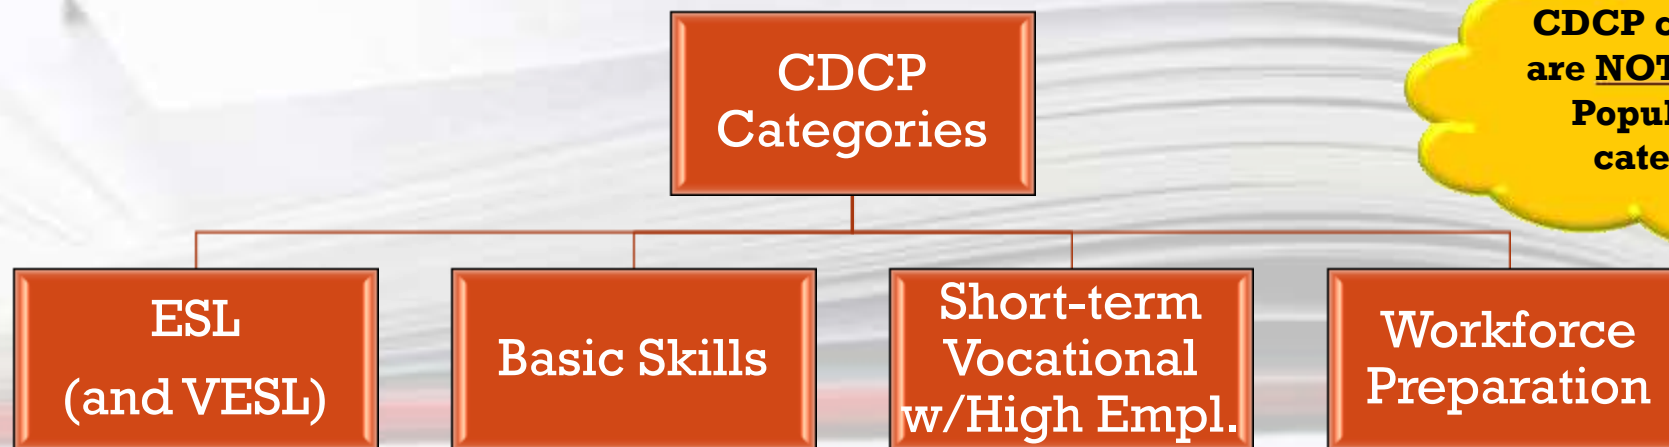 CDCP
Categories
CDCP
are NOT
ESL
(and VESL)
Basic Skills
Short-term
Vocational
w/High Empl.
Workforce
Preparation